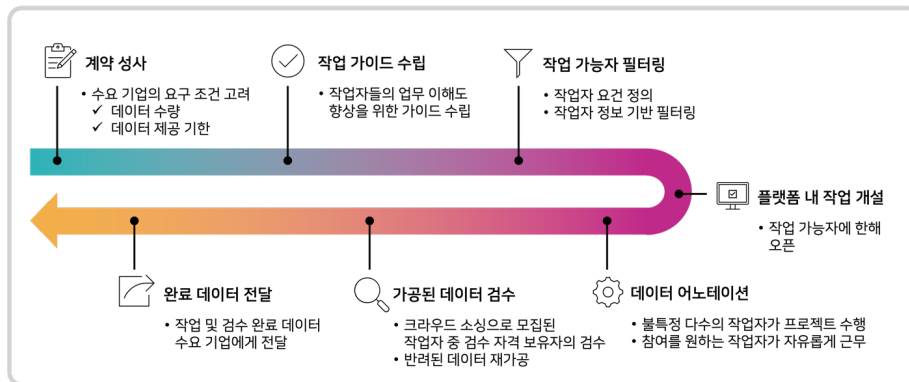 계약 성사
• 수요 기업의 요구 조건 고려
✓ 데이터 수량
✓ 데이터 제공 기한
작업 가이드 수립
• 작업자들의 업무 이해도
향상을 위한 가이드 수립
작업 가능자 필터링
• 작업자 요건 정의
• 작업자 정보 기반 필터링
플랫폼 내 작업 개설
• 작업 가능자에 한해
오픈
데이터 어노테이션
• 불특정 다수의 작업자가 프로젝트 수행
• 참여를 원하는 작업자가 자유롭게 근무
가공된 데이터 검수
• 크라우드 소싱으로 모집된
작업자 중 검수 자격 보유자의 검수
• 반려된 데이터 재가공
완료 데이터 전달
• 작업 및 검수 완료 데이터
수요 기업에게 전달